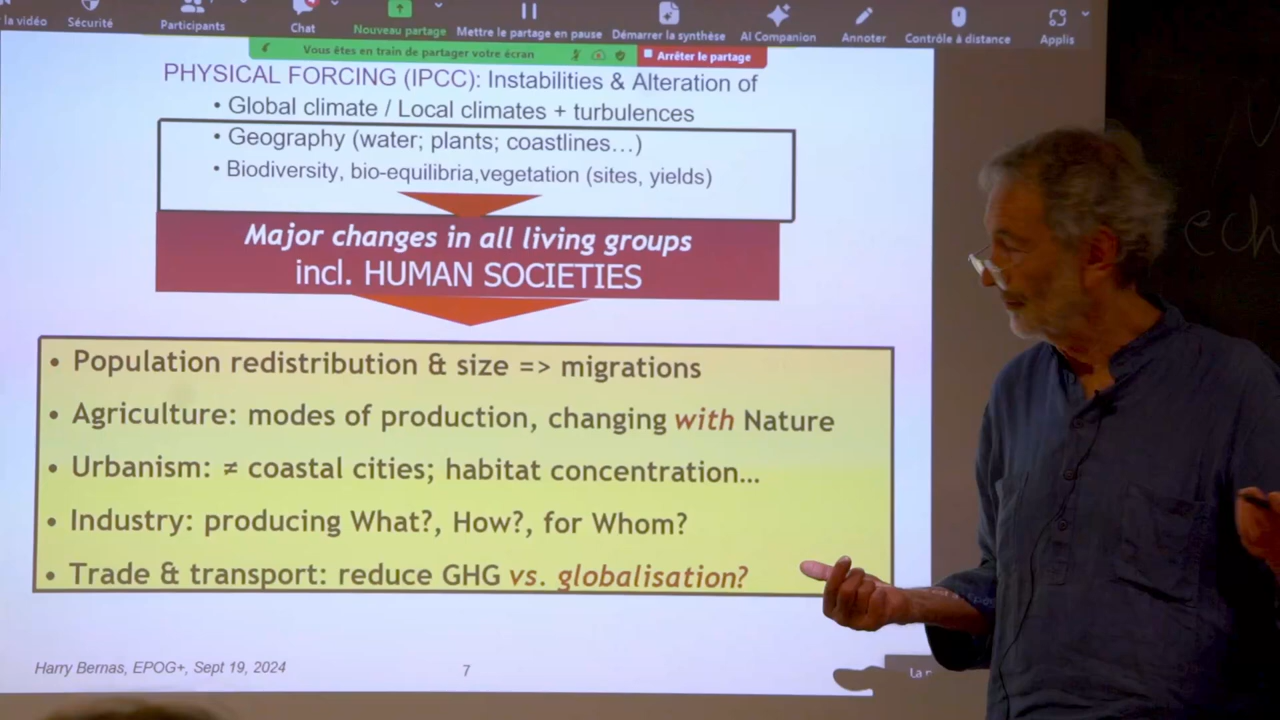 la vidéo
Sécurité
Participants
Chat
Nouveau partage
Mettre le partage en pause
Démarrer la synthèse
AI Companion
Annoter
Contrôle à distance
Applis
Vous êtes en train de partager votre écran
Arrêter le partage
PHYSICAL FORCING (IPCC): Instabilities & Alteration of
• Global climate / Local climates + turbulences
• Geography (water; plants; coastlines…)
• Biodiversity, bio-equilibria,vegetation (sites, yields)
Major changes in all living groups
incl. HUMAN SOCIETIES
• Population redistribution & size => migrations
• Agriculture: modes of production, changing with Nature
• Urbanism: ≠ coastal cities; habitat concentration…
• Industry: producing What?, How?, for Whom?
• Trade & transport: reduce GHG vs. globalisation?
Harry Bernas, EPOG+, Sept 19, 2024
7